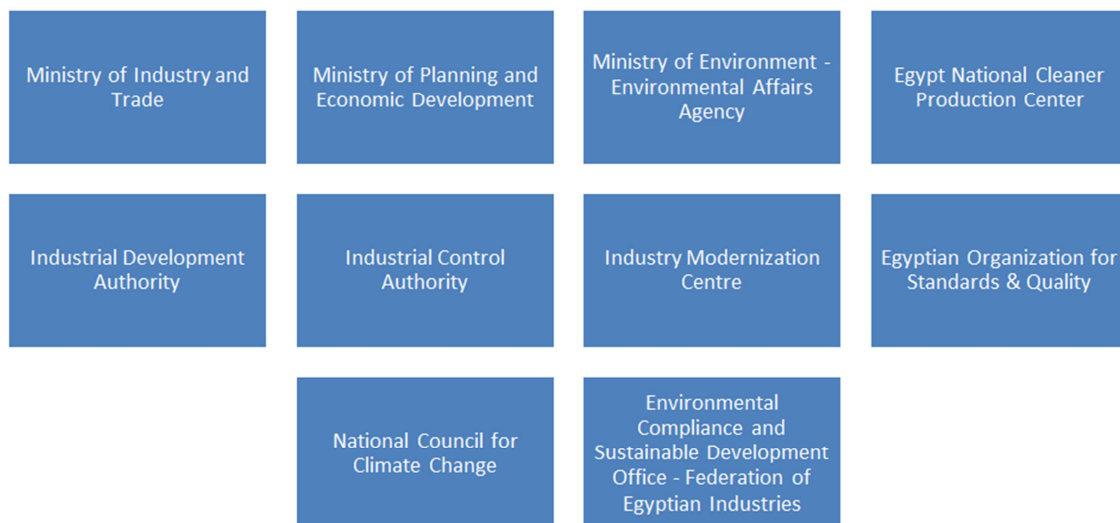 Ministry of Industry and
Trade
Ministry of Planning and
Economic Development
Ministry of Environment -
Environmental Affairs
Agency
Egypt National Cleaner
Production Center
Industrial Development
Authority
Industrial Control
Authority
Industry Modernization
Centre
Egyptian Organization for
Standards & Quality
National Council for
Climate Change
Environmental
Compliance and
Sustainable Development
Office - Federation of
Egyptian Industries